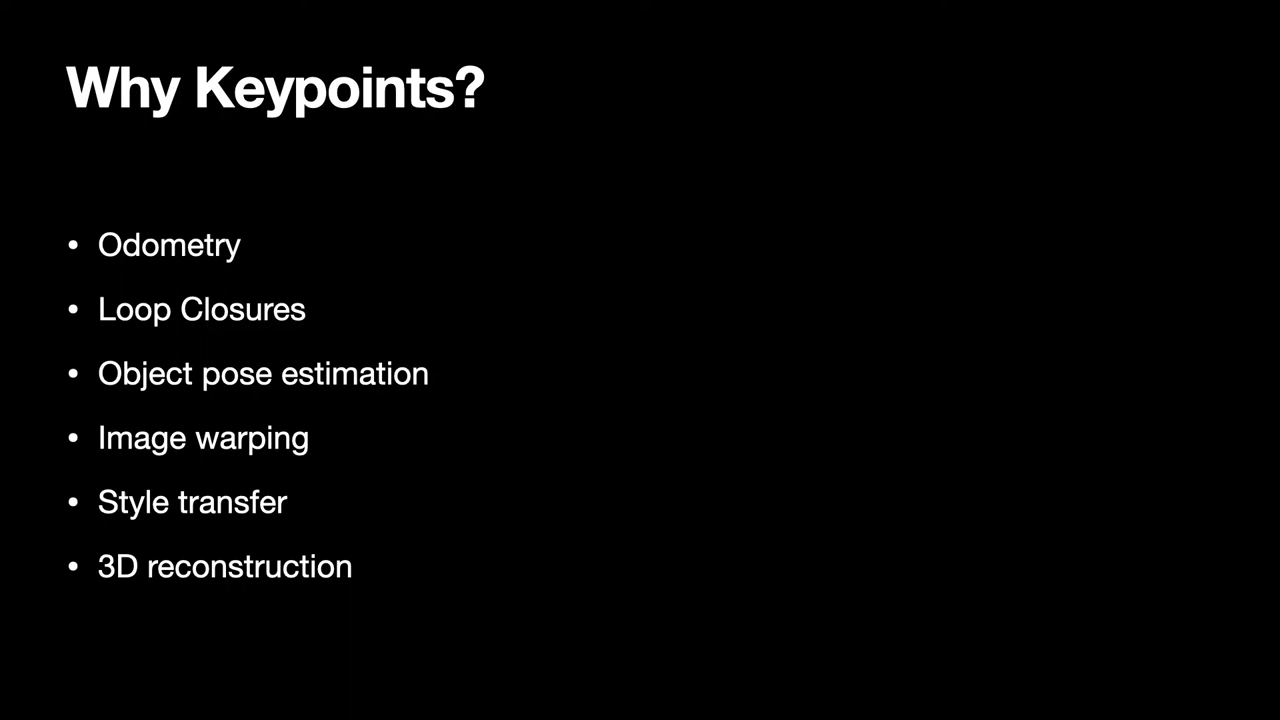 Why Keypoints?
• Odometry
• Loop Closures
• Object pose estimation
• Image warping
• Style transfer
• 3D reconstruction